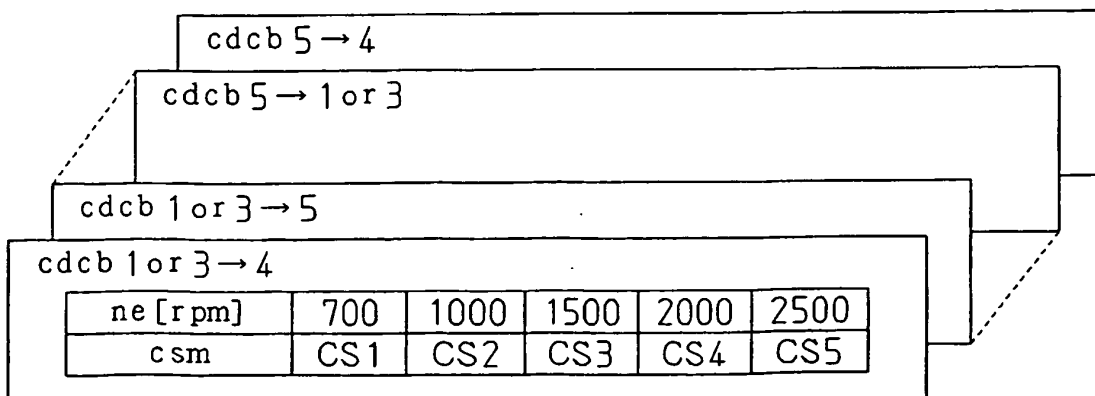 cdcb 5→4
cdcb 5→1 or 3
cdcb 1 or 3→5
cdcb 1 or 3→4
ne[rpm] 700 1000 1500 2000 2500
csm CS1 CS2 CS3 CS4 CS5